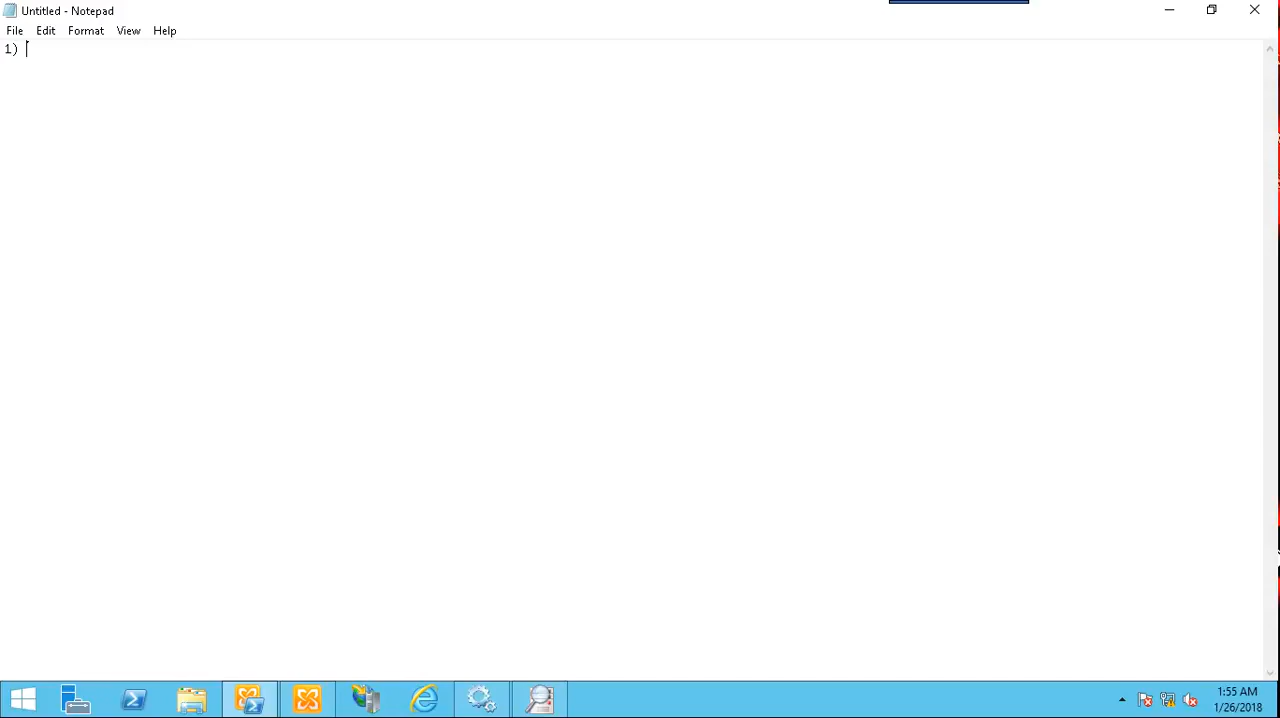 Untitled - Notepad
File Edit Format View Help
1)
1:55 AM
1/26/2018